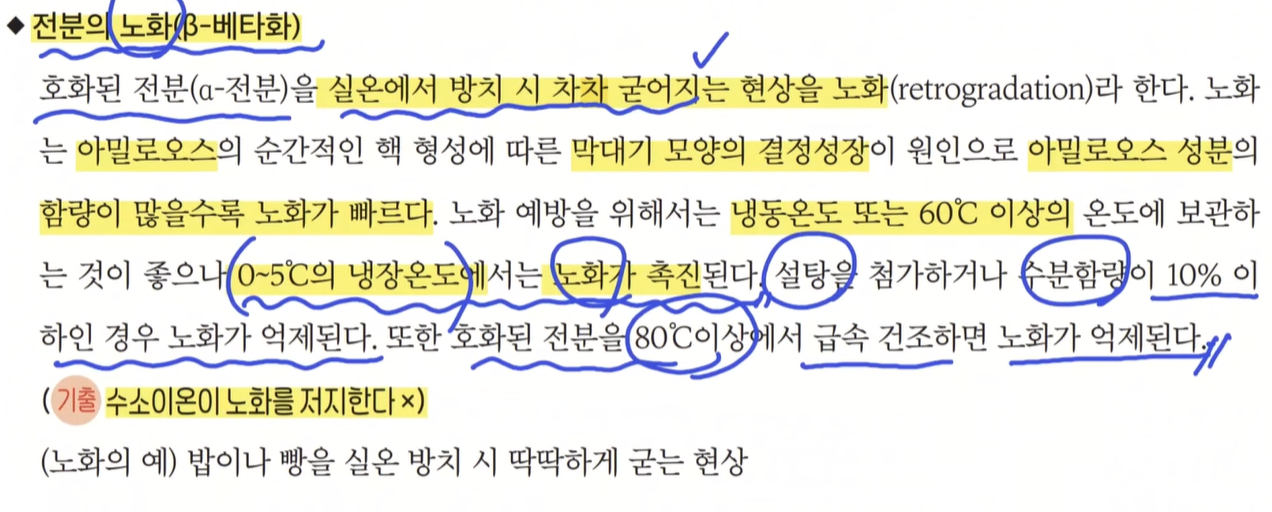 ◆ 전분의 노화(β-베타화)
호화된 전분(α-전분)을 실온에서 방치 시 차차 굳어지는 현상을 노화(retrogradation)라 한다. 노화
는 아밀로오스의 순간적인 핵 형성에 따른 막대기 모양의 결정성장이 원인으로 아밀로오스 성분의
함량이 많을수록 노화가 빠르다. 노화 예방을 위해서는 냉동온도 또는 60℃ 이상의 온도에 보관하
는 것이 좋으나 0~5℃의 냉장온도에서는 노화가 촉진된다. 설탕을 첨가하거나 수분함량이 10% 이
하인 경우 노화가 억제된다. 또한 호화된 전분을 80℃이상에서 급속 건조하면 노화가 억제된다.
(기출 수소이온이 노화를 저지한다 ×)
(노화의 예) 밥이나 빵을 실온 방치 시 딱딱하게 굳는 현상